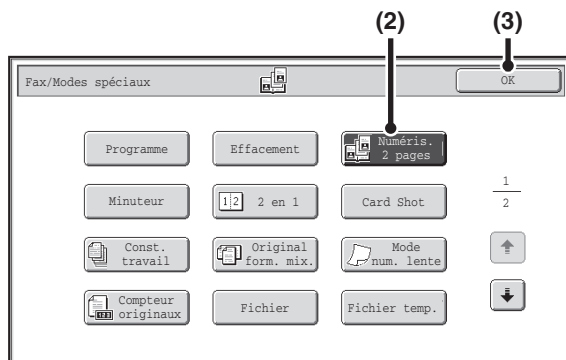 (2) (3)
Fax/Modes spéciaux OK
Programme Effacement Numéris.
2 pages
Minuteur 1 2 2 en 1 Card Shot 1
2
Const.
travail Original
form. mix. Mode
num. lente
Compteur
originaux 123 Fichier Fichier temp.